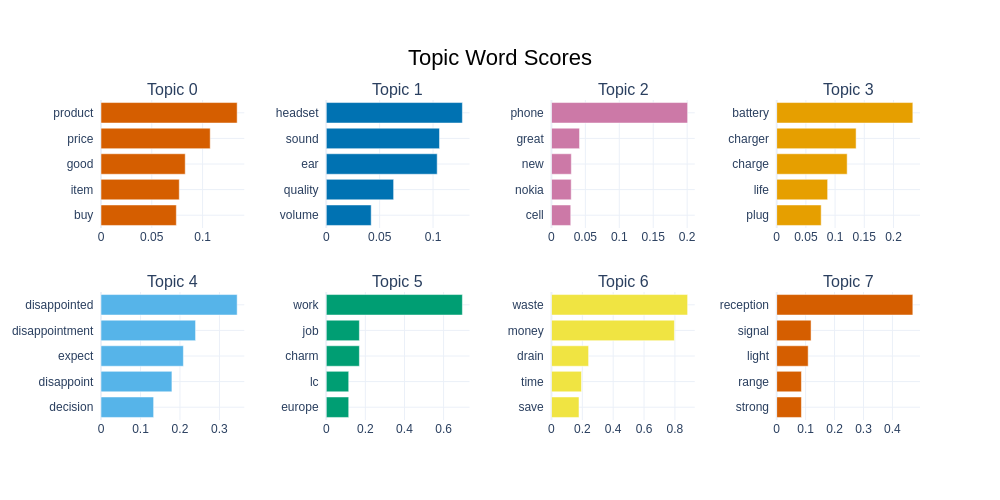 Topic Word Scores
Topic 0
product
price
good
item
buy
0 0.05 0.1
Topic 1
headset
sound
ear
quality
volume
0 0.05 0.1
Topic 2
phone
great
new
nokia
cell
0 0.05 0.1 0.15 0.2
Topic 3
battery
charger
charge
life
plug
0 0.05 0.1 0.15 0.2
Topic 4
disappointed
disappointment
expect
disappoint
decision
0 0.1 0.2 0.3
Topic 5
work
job
charm
lc
europe
0 0.2 0.4 0.6
Topic 6
waste
money
drain
time
save
0 0.2 0.4 0.6 0.8
Topic 7
reception
signal
light
range
strong
0 0.1 0.2 0.3 0.4